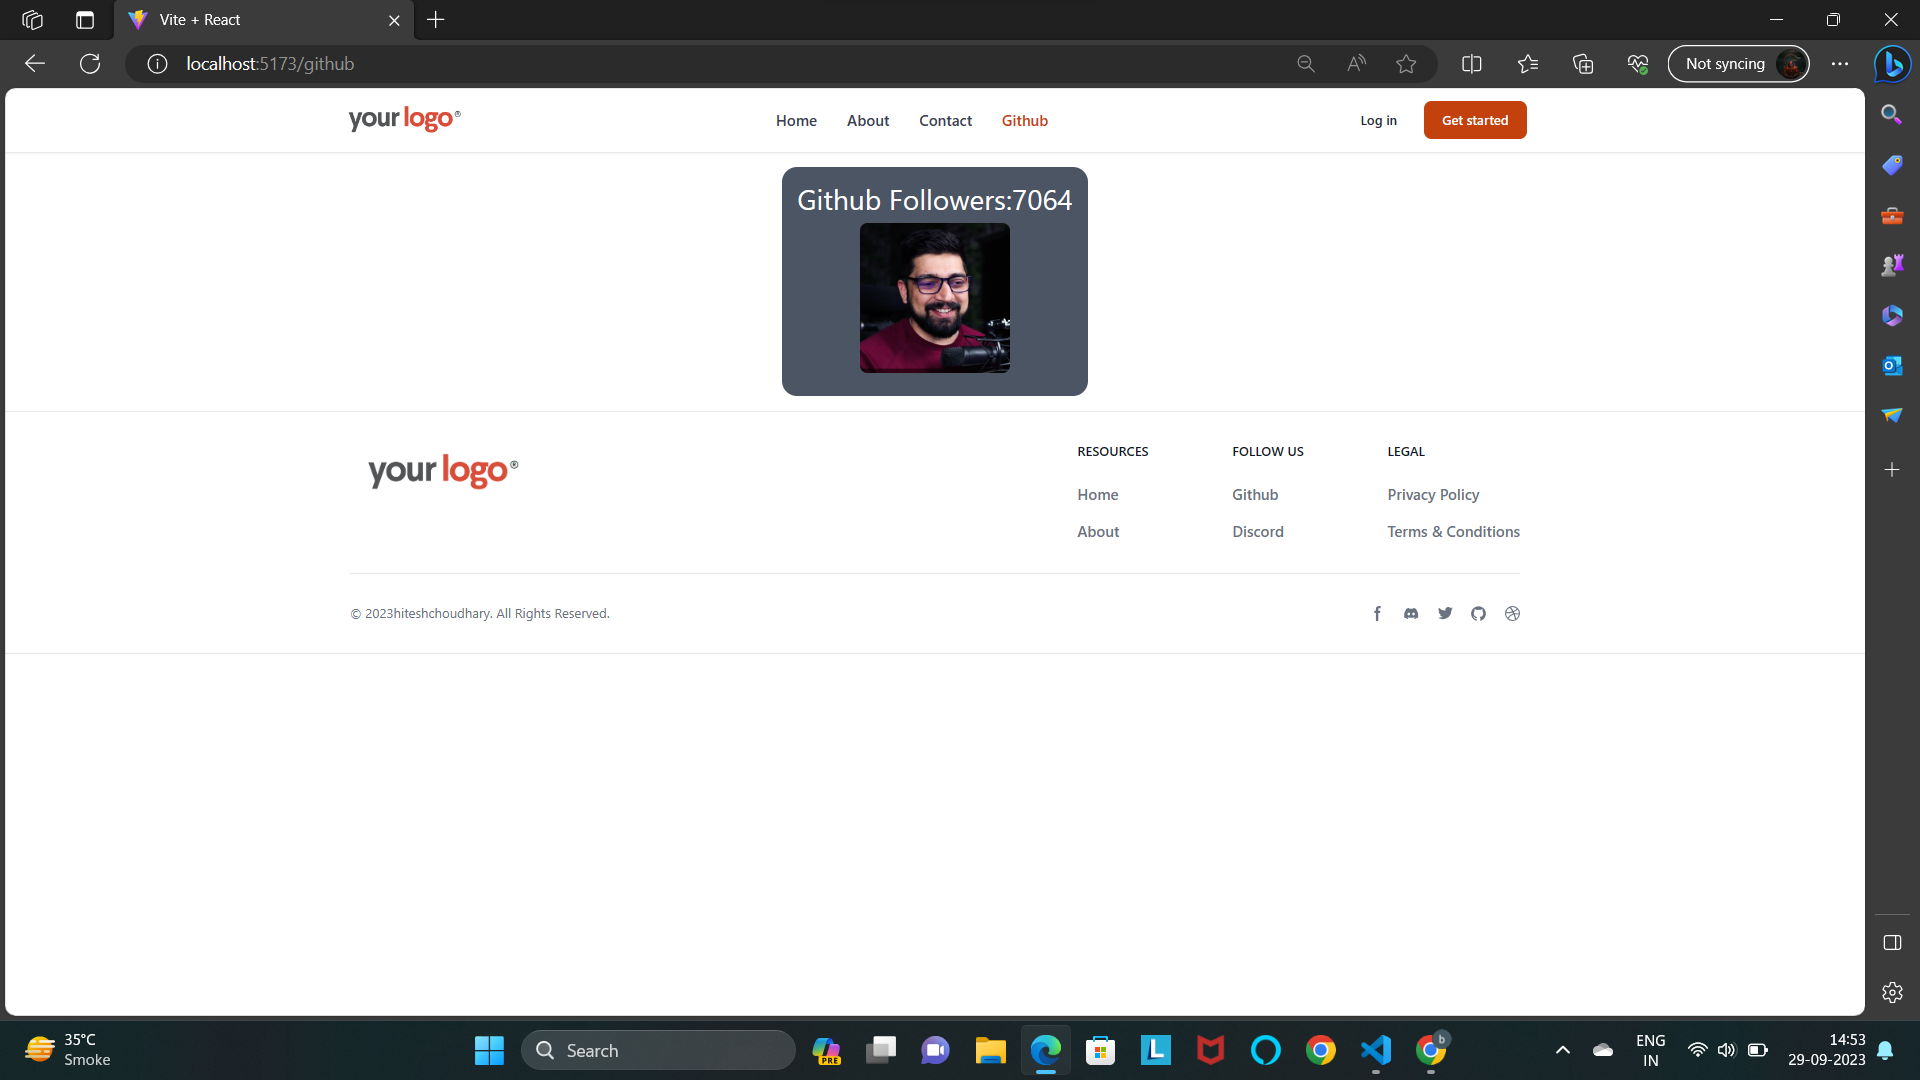 Vite + React
localhost:5173/github
Not syncing
your logo®
Home
About
Contact
Github
Log in
Get started
Github Followers:7064
your logo®
RESOURCES
FOLLOW US
LEGAL
Home
Github
Privacy Policy
About
Discord
Terms & Conditions
© 2023hiteshchoudhary. All Rights Reserved.
35°C
Smoke
Search
PRE
ENG
IN
14:53
29-09-2023